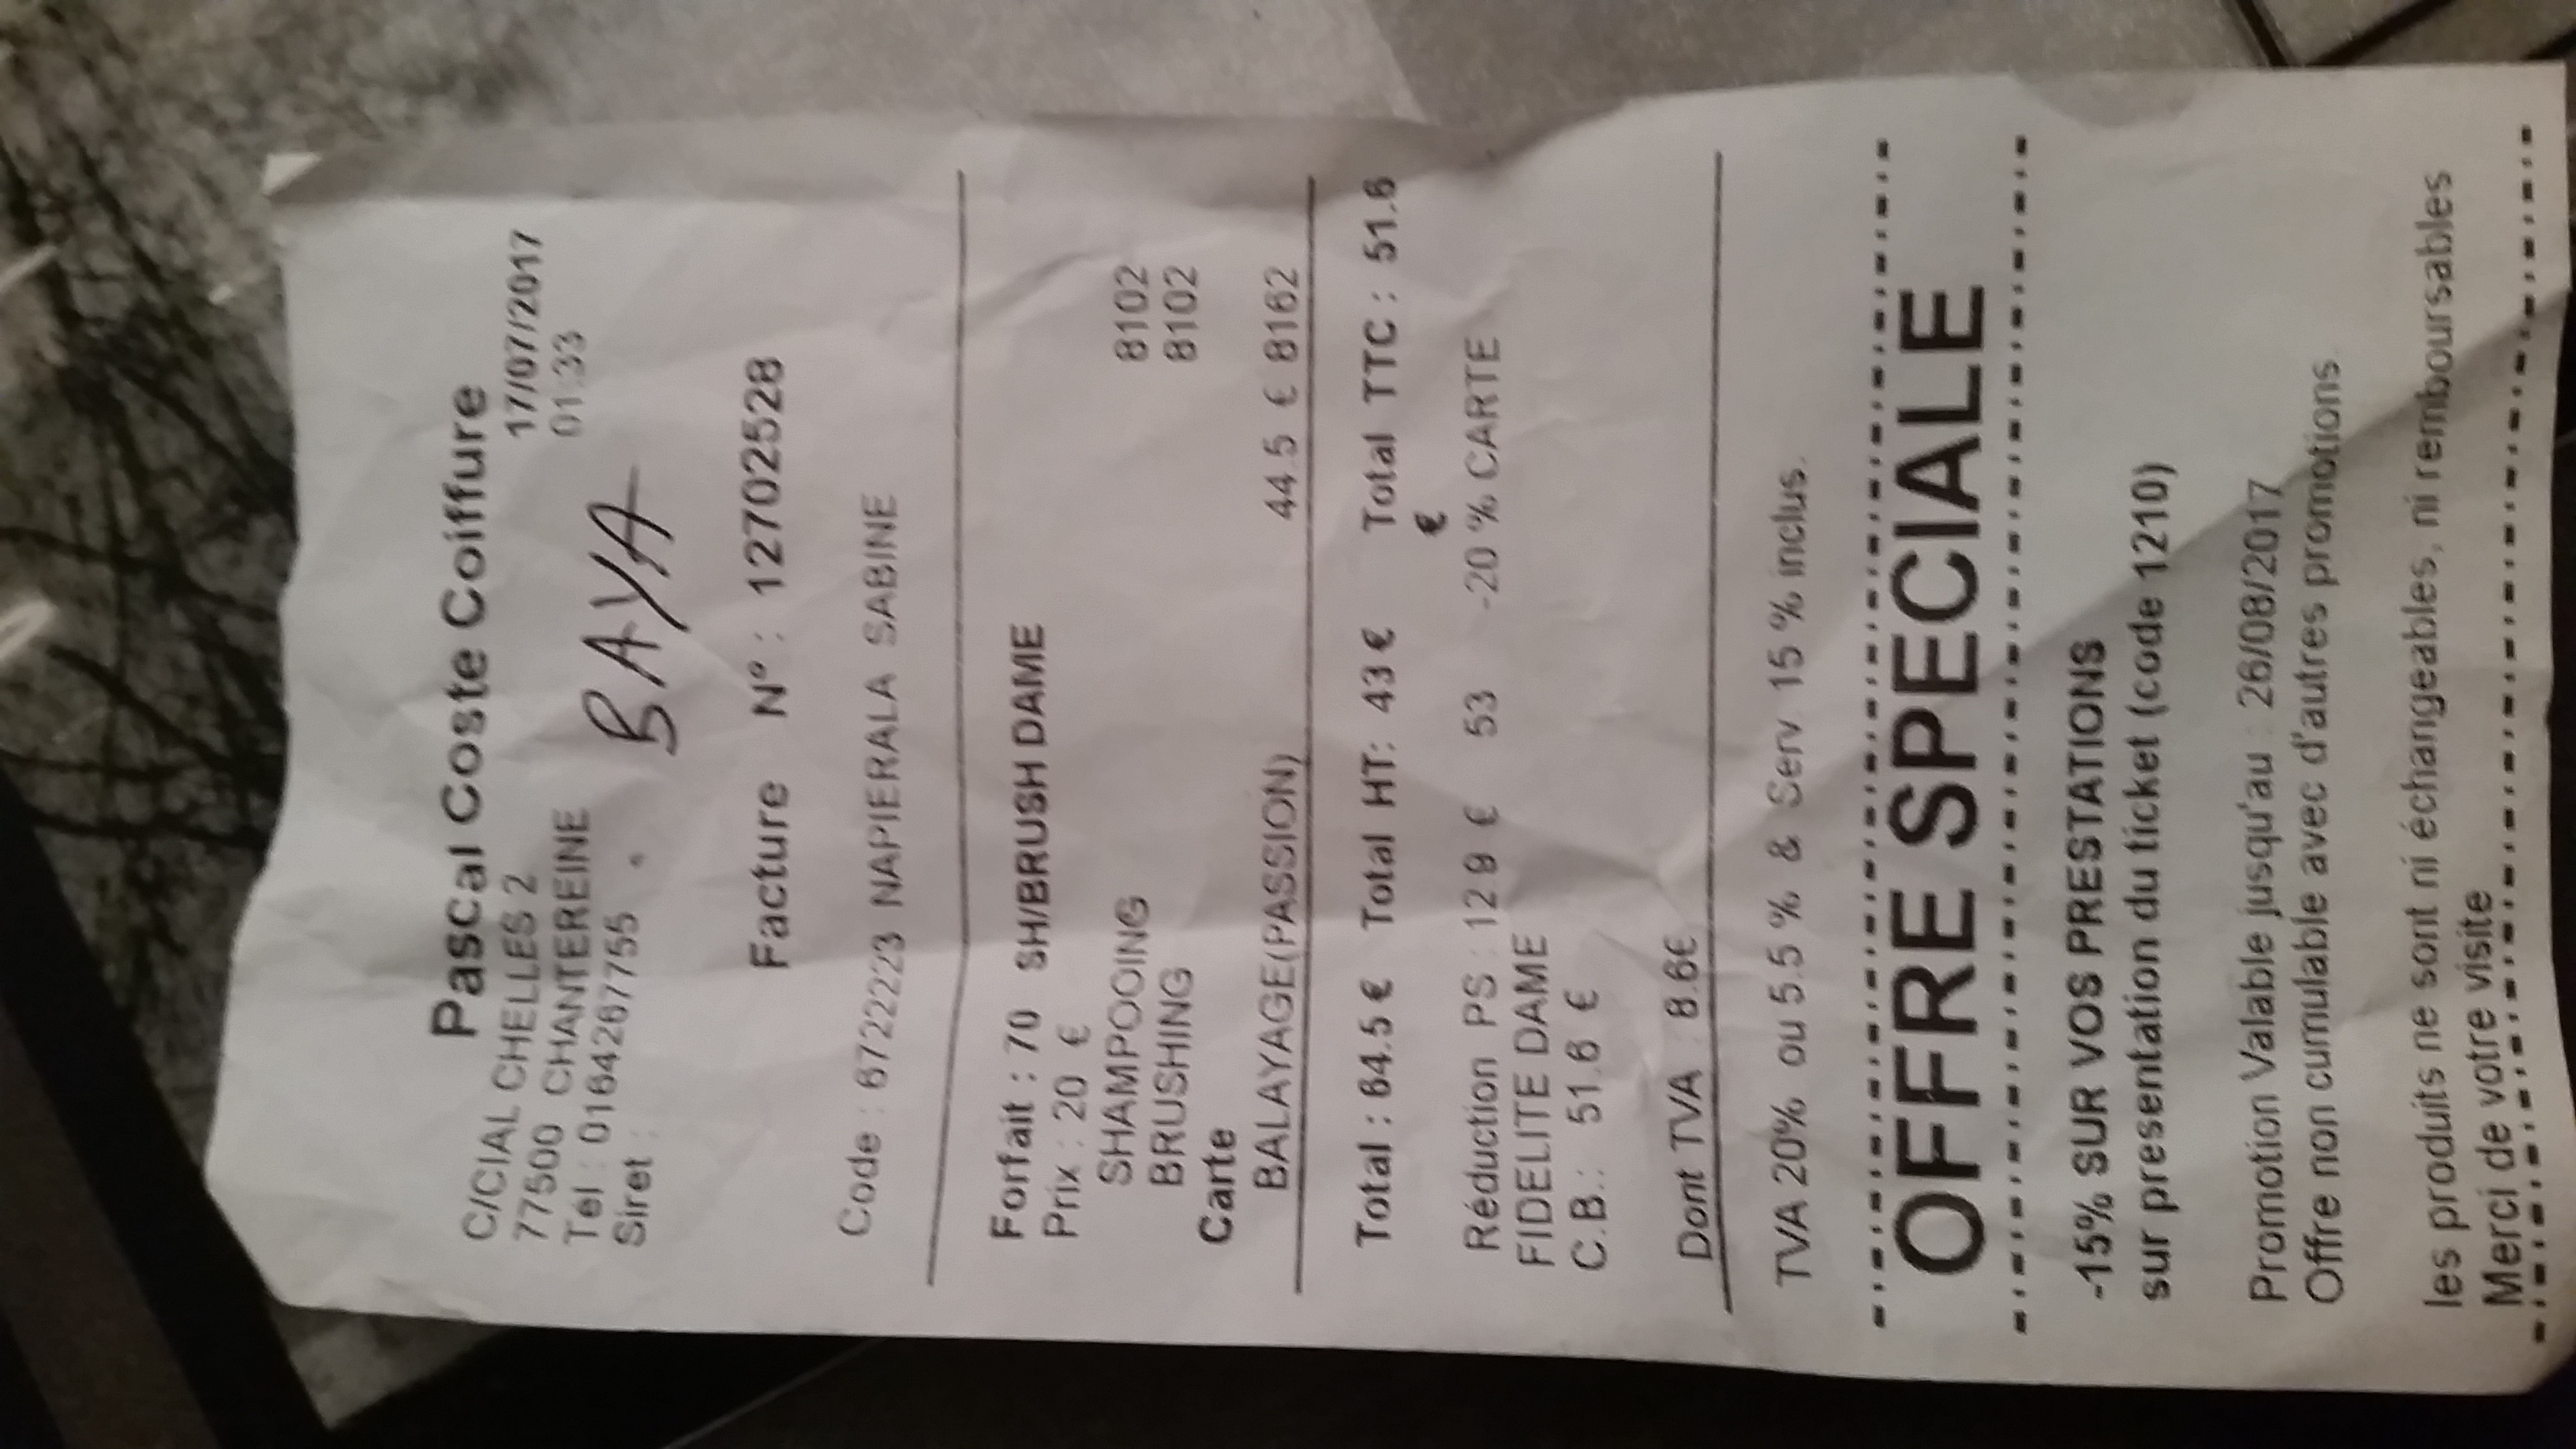 Pascal Coste Coiffure
C/CIAL CHELLES 2 17/07/2017
77500 CHANTEREINE 01:33
Tél : 0164267755
Siret :
BAYA
Facture N° : 12702528
Code : 6722223 NAPIERALA SABINE
Forfait : 70 SH/BRUSH DAME
Prix : 20 €
SHAMPOOING 8102
BRUSHING 8102
Carte
BALAYAGE(PASSION) 44.5 € 8162
Total : 64.5 € Total HT: 43 € Total TTC : 51.6
€
Réduction PS : 12.9 € 53 -20 % CARTE
FIDELITE DAME
C.B.: 51.6 €
Dont TVA : 8.6€
TVA 20% ou 5.5 % & Serv. 15 % inclus.
OFFRE SPECIALE
-15% SUR VOS PRESTATIONS
sur presentation du ticket (code 1210)
Promotion Valable jusqu'au : 26/08/2017
Offre non cumulable avec d'autres promotions.
les produits ne sont ni échangeables, ni remboursables
Merci de votre visite